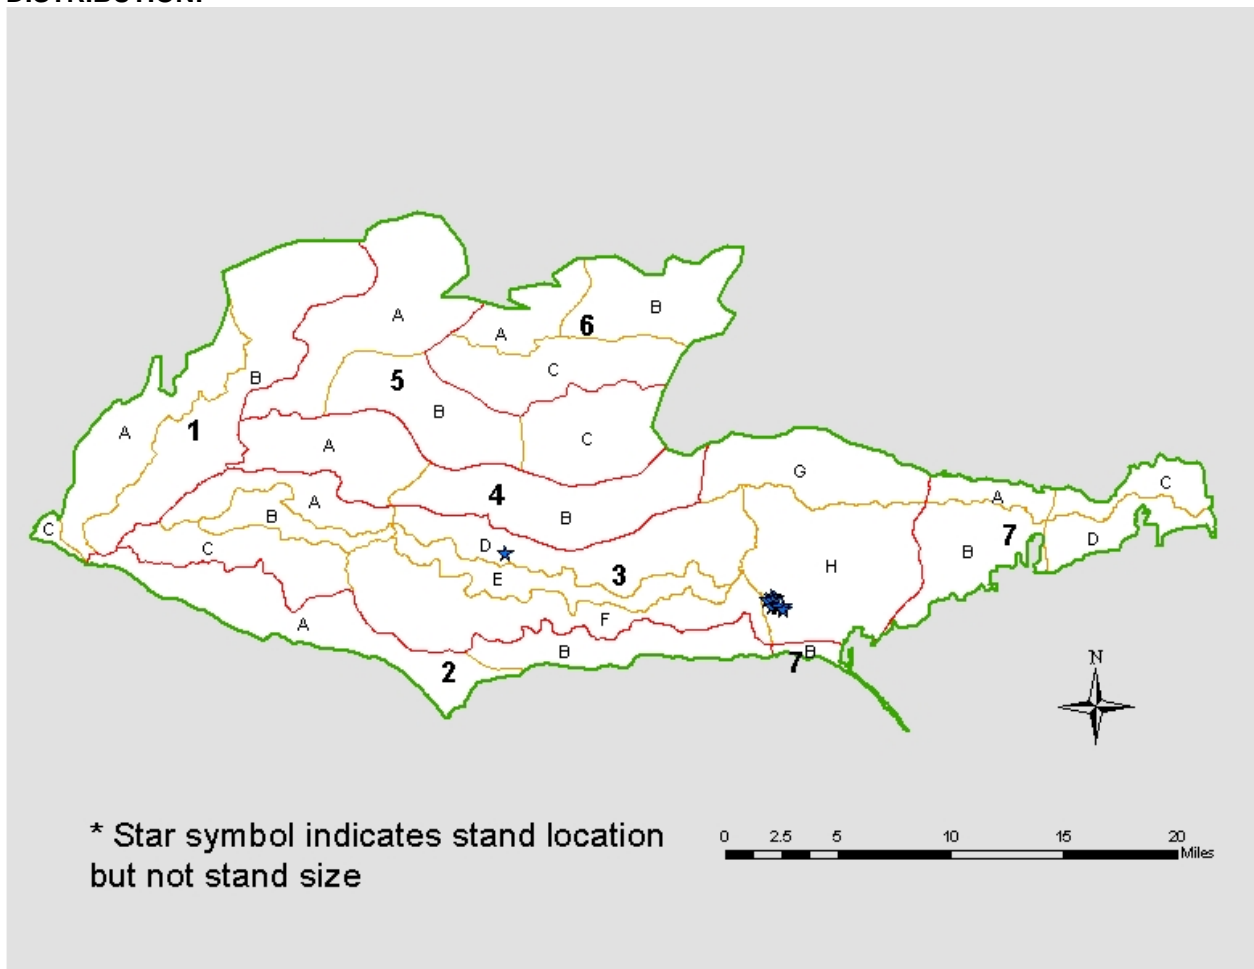 DISTRIBUTION:
A
B
A
6
B
A
C
5
B
B
A
1
C
A
G
4
A
C
A
B
B
7
C
D
C
D
B
E
3
H
A
F
B
B
2
7
N
* Star symbol indicates stand location
but not stand size
0 2.5 5 10 15 20
Miles